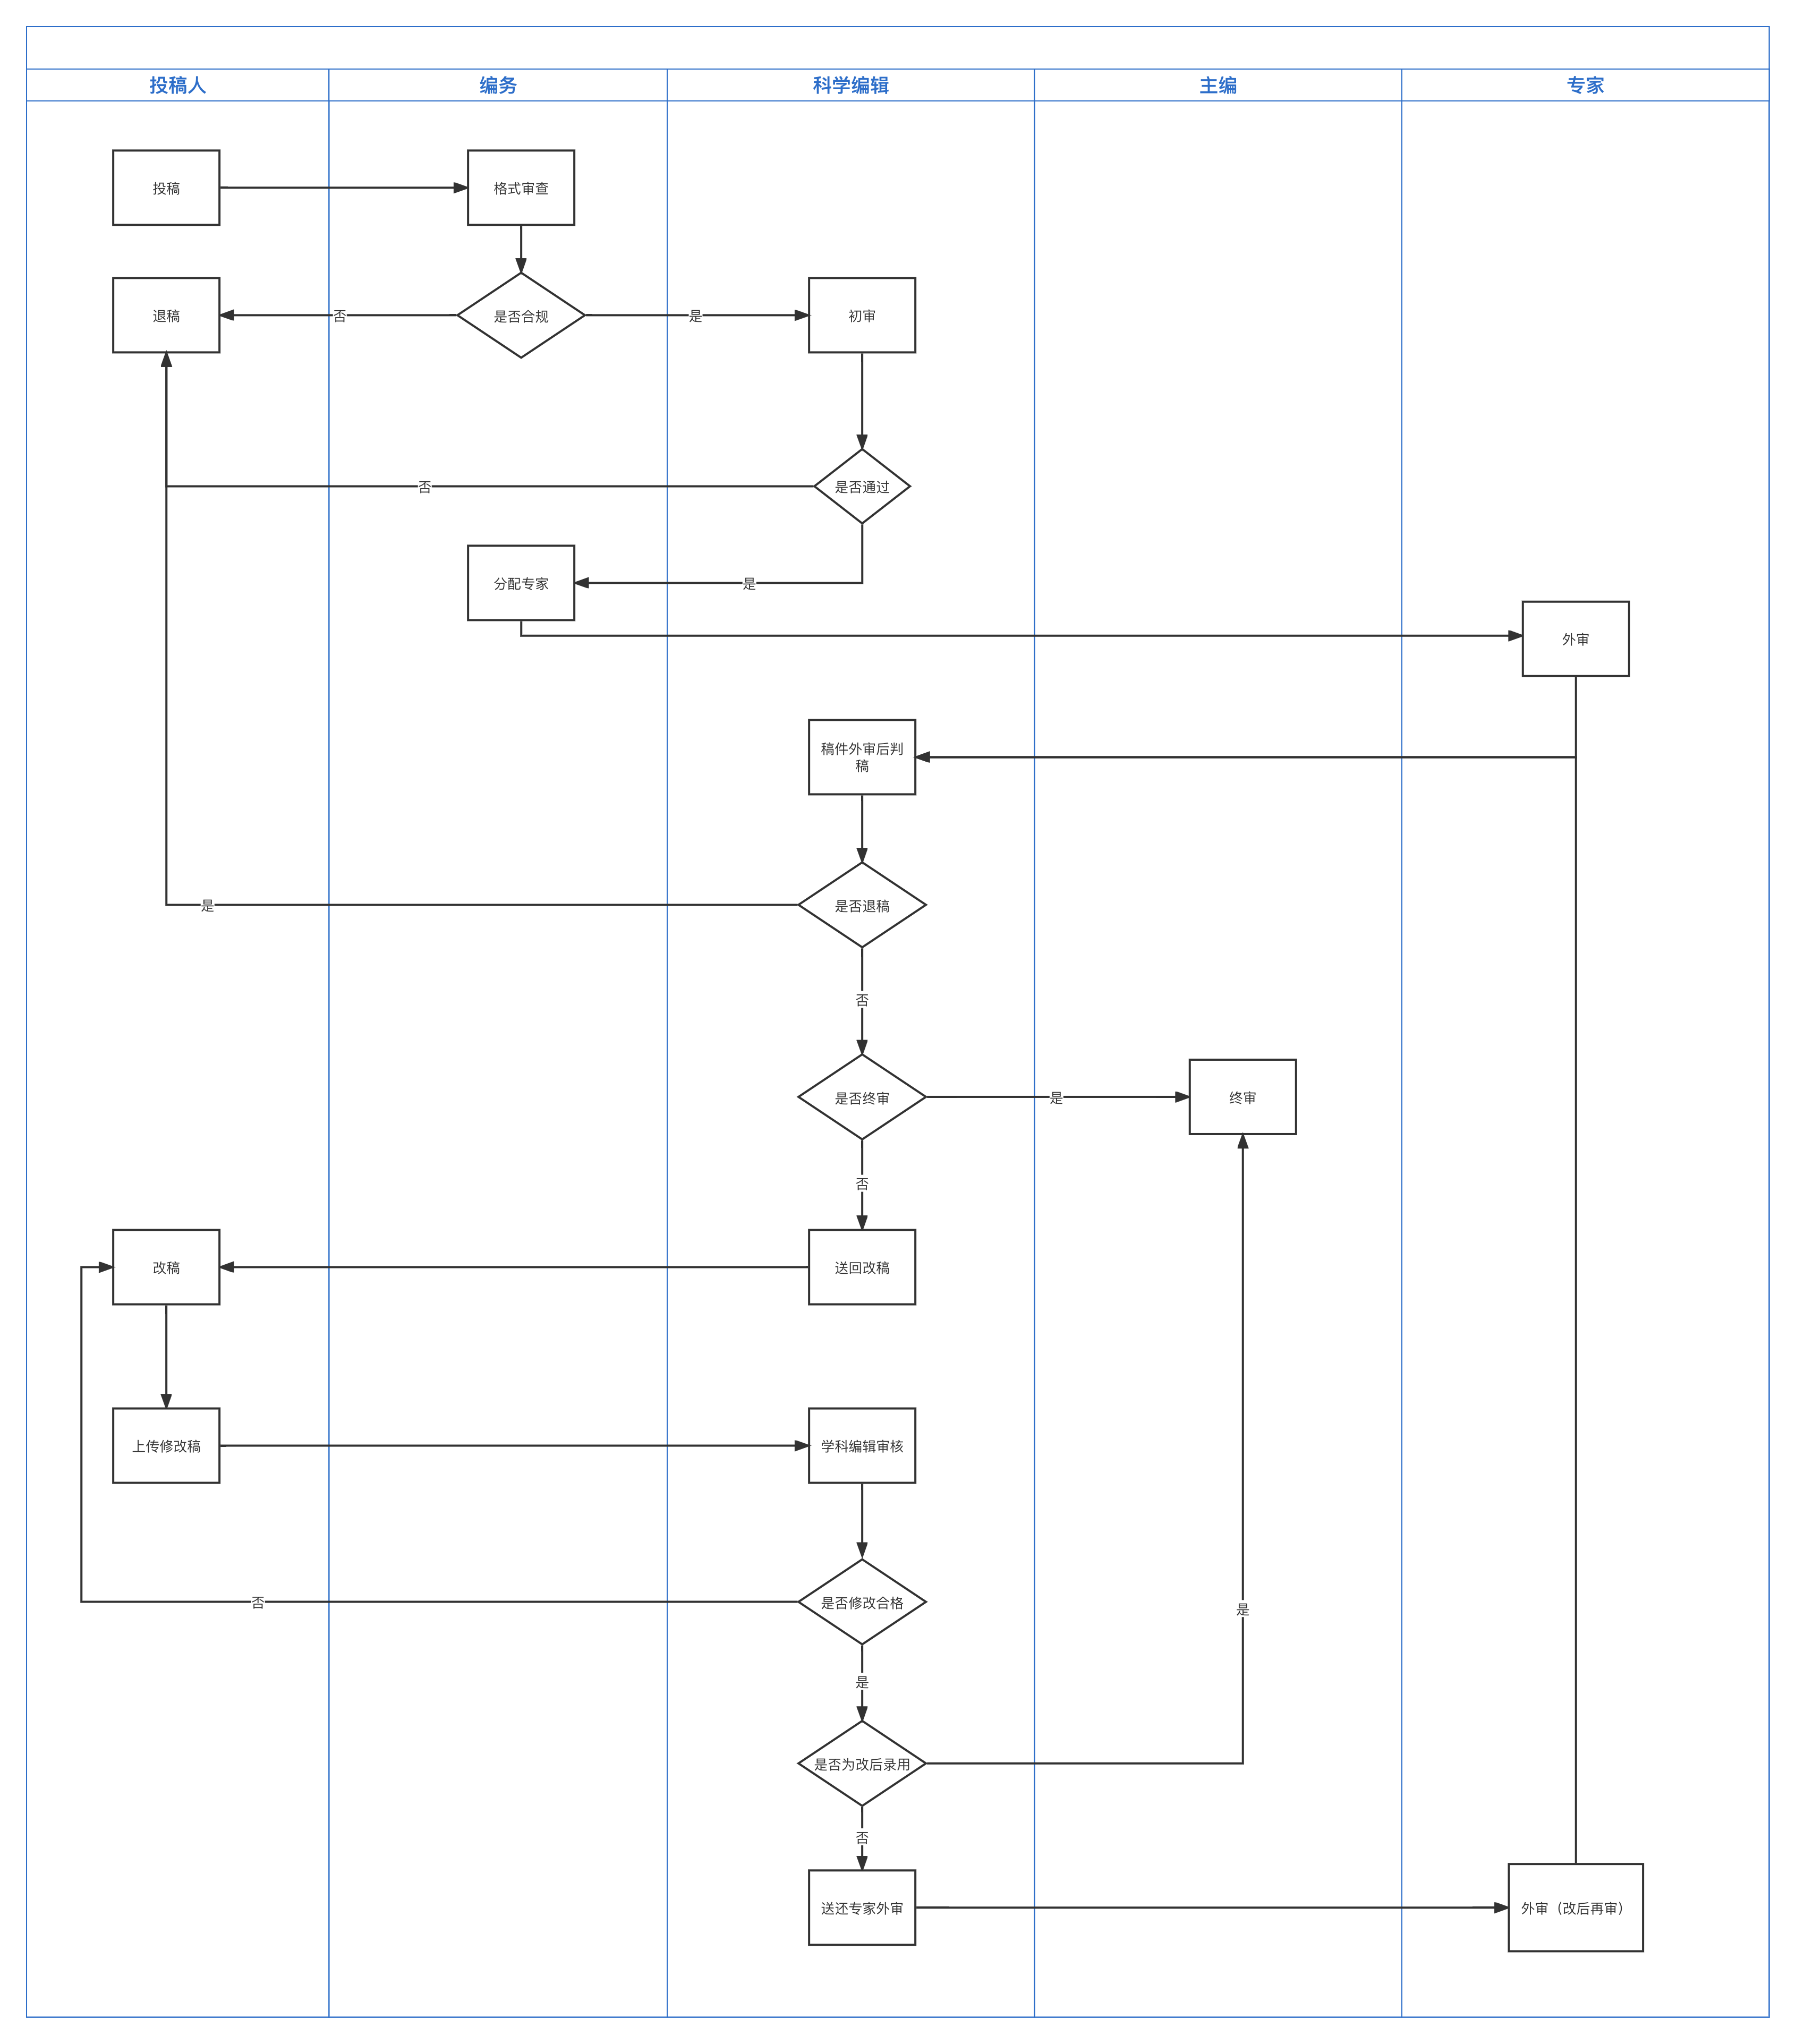 投稿人
编务
科学编辑
主编
专家
投稿
格式审查
退稿
否
是否合规
是
初审
否
是否通过
分配专家
是
外审
稿件外审后判
稿
是
是否退稿
否
是否终审
是
终审
否
改稿
送回改稿
上传修改稿
学科编辑审核
否
是否修改合格
是
是
是否为改后录用
否
送还专家外审
外审（改后再审）